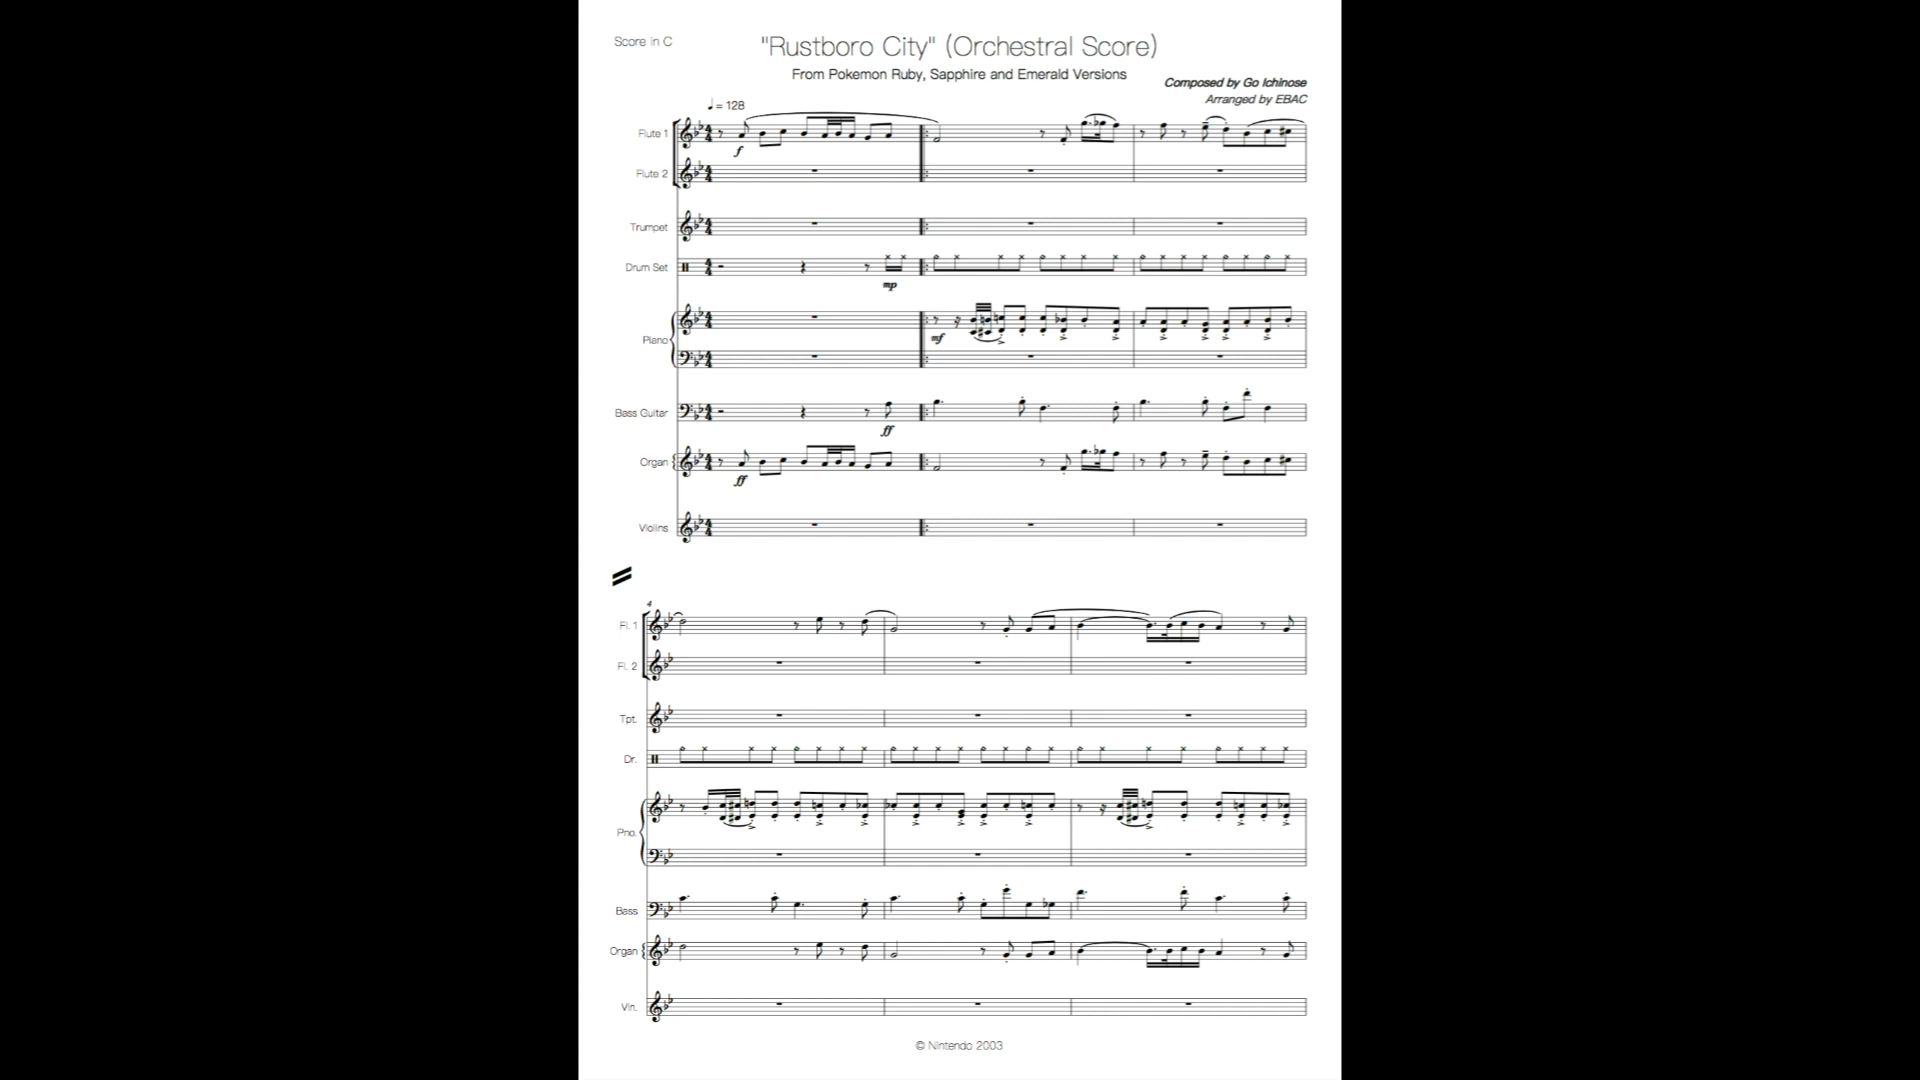 Score in C
"Rustboro City" (Orchestral Score)
From Pokemon Ruby, Sapphire and Emerald Versions
Composed by Go Ichinose
Arranged by EBAC
♩ = 128
Flute 1
f
Flute 2
Trumpet
Drum Set
mp
Piano
mf
Bass Guitar
ff
Organ
ff
Violins
4
Fl. 1
Fl. 2
Tpt.
Dr.
Pno.
Bass
Organ
Vln.
© Nintendo 2003